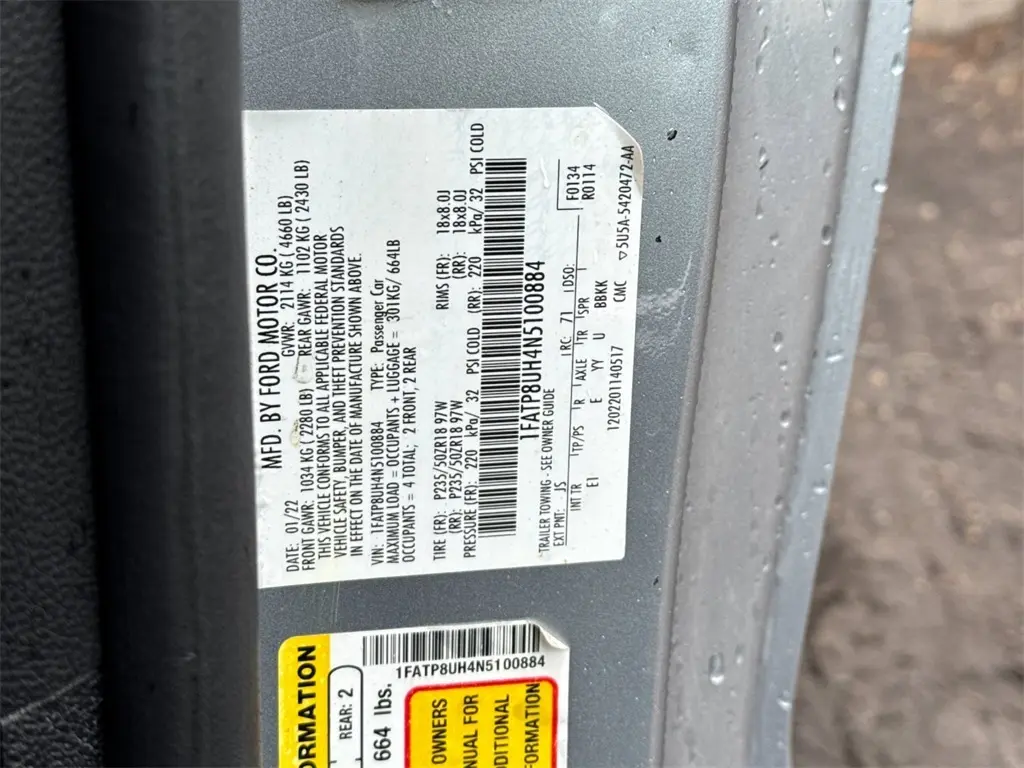 MFD. BY FORD MOTOR CO.
DATE: 01/22 GVWR: 2114 KG ( 4660 LB)
FRONT GAWR: 1034 KG ( 2280 LB) REAR GAWR: 1102 KG ( 2430 LB)
THIS VEHICLE CONFORMS TO ALL APPLICABLE FEDERAL MOTOR
VEHICLE SAFETY, BUMPER, AND THEFT PREVENTION STANDARDS
IN EFFECT ON THE DATE OF MANUFACTURE SHOWN ABOVE.
VIN: 1FATP8UH4N5100884 TYPE: Passenger Car
MAXIMUM LOAD = OCCUPANTS + LUGGAGE = 301KG/ 664LB
OCCUPANTS = 4 TOTAL; 2 FRONT, 2 REAR
TIRE (FR): P235/50ZR18 97W RIMS (FR): 18x8.0J
(RR): P235/50ZR18 97W (RR): 18x8.0J
PRESSURE (FR): 220 kPa/ 32 PSI COLD (RR): 220 kPa/ 32 PSI COLD
1FATP8UH4N5100884
TRAILER TOWING - SEE OWNER GUIDE
EXT PNT: JS RC: 71 DSO: F0134
INT TR TP/PS R AXLE TR SPR R0114
E1 E YY U BBKK
120220114051 7 CMC ▽5U5A-5420472-AA
1FATP8UH4N5100884
FORMATION
REAR: 2
664 lbs.
OWNERS
NUAL FOR
DDITIONAL
FORMATION